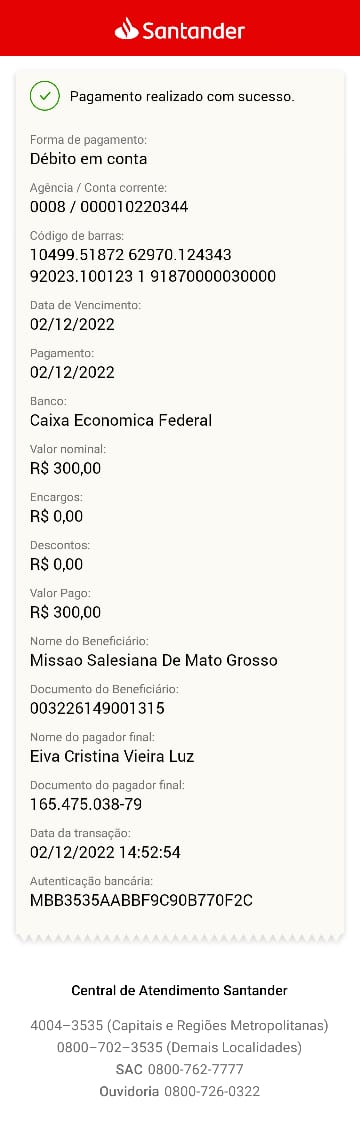 Santander
Pagamento realizado com sucesso.
Forma de pagamento:
Débito em conta
Agência / Conta corrente:
0008 / 000010220344
Código de barras:
10499.51872 62970.124343
92023.100123 1 91870000030000
Data de Vencimento:
02/12/2022
Pagamento:
02/12/2022
Banco:
Caixa Economica Federal
Valor nominal:
R$ 300,00
Encargos:
R$ 0,00
Descontos:
R$ 0,00
Valor Pago:
R$ 300,00
Nome do Beneficiário:
Missao Salesiana De Mato Grosso
Documento do Beneficiário:
003226149001315
Nome do pagador final:
Eiva Cristina Vieira Luz
Documento do pagador final:
165.475.038-79
Data da transação:
02/12/2022 14:52:54
Autenticação bancária:
MBB3535AABBF9C90B770F2C
Central de Atendimento Santander
4004–3535 (Capitais e Regiões Metropolitanas)
0800–702–3535 (Demais Localidades)
SAC 0800-762-7777
Ouvidoria 0800-726-0322